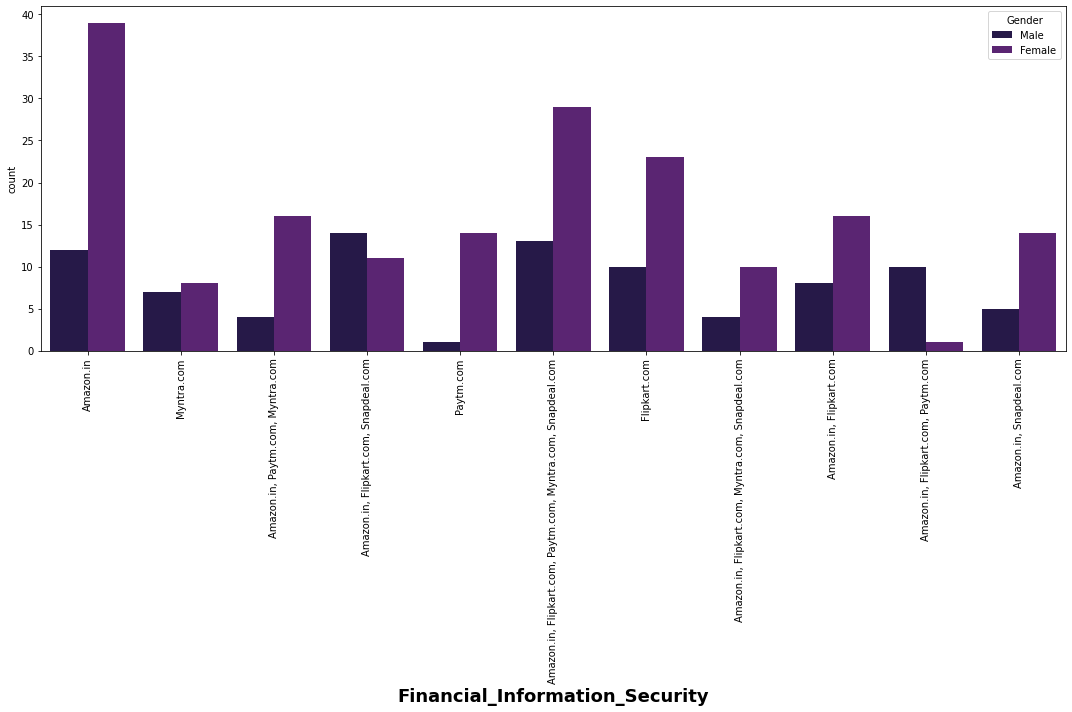 40
35
30
25
20
15
10
5
0
count
Gender
Male
Female
Amazon.in
Myntra.com
Amazon.in, Paytm.com, Myntra.com
Amazon.in, Flipkart.com, Snapdeal.com
Paytm.com
Amazon.in, Flipkart.com, Paytm.com, Myntra.com, Snapdeal.com
Flipkart.com
Amazon.in, Flipkart.com, Myntra.com, Snapdeal.com
Amazon.in, Flipkart.com
Amazon.in, Flipkart.com, Paytm.com
Amazon.in, Snapdeal.com
Financial_Information_Security